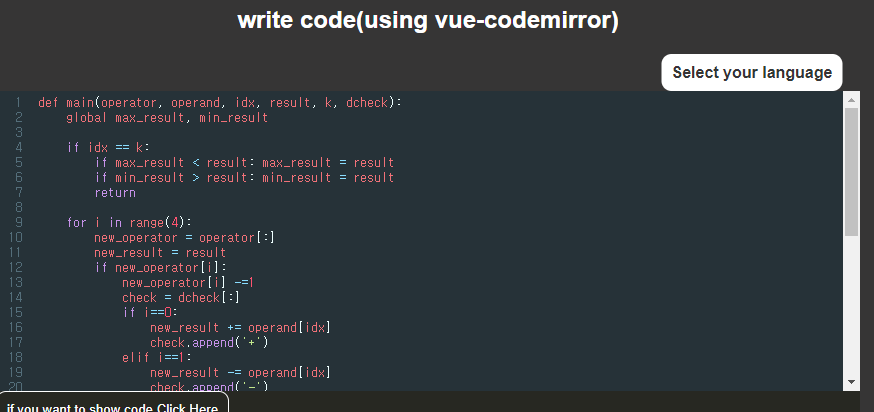 write code(using vue-codemirror)
Select your language
1 def main(operator, operand, idx, result, k, dcheck):
2     global max_result, min_result
3
4     if idx == k:
5         if max_result < result: max_result = result
6         if min_result > result: min_result = result
7         return
8
9     for i in range(4):
10         new_operator = operator[:]
11         new_result = result
12         if new_operator[i]:
13             new_operator[i] -=1
14             check = dcheck[:]
15             if i==0:
16                 new_result += operand[idx]
17                 check.append('+')
18             elif i==1:
19                 new_result -= operand[idx]
20                 check.append('-')
if you want to show code Click Here